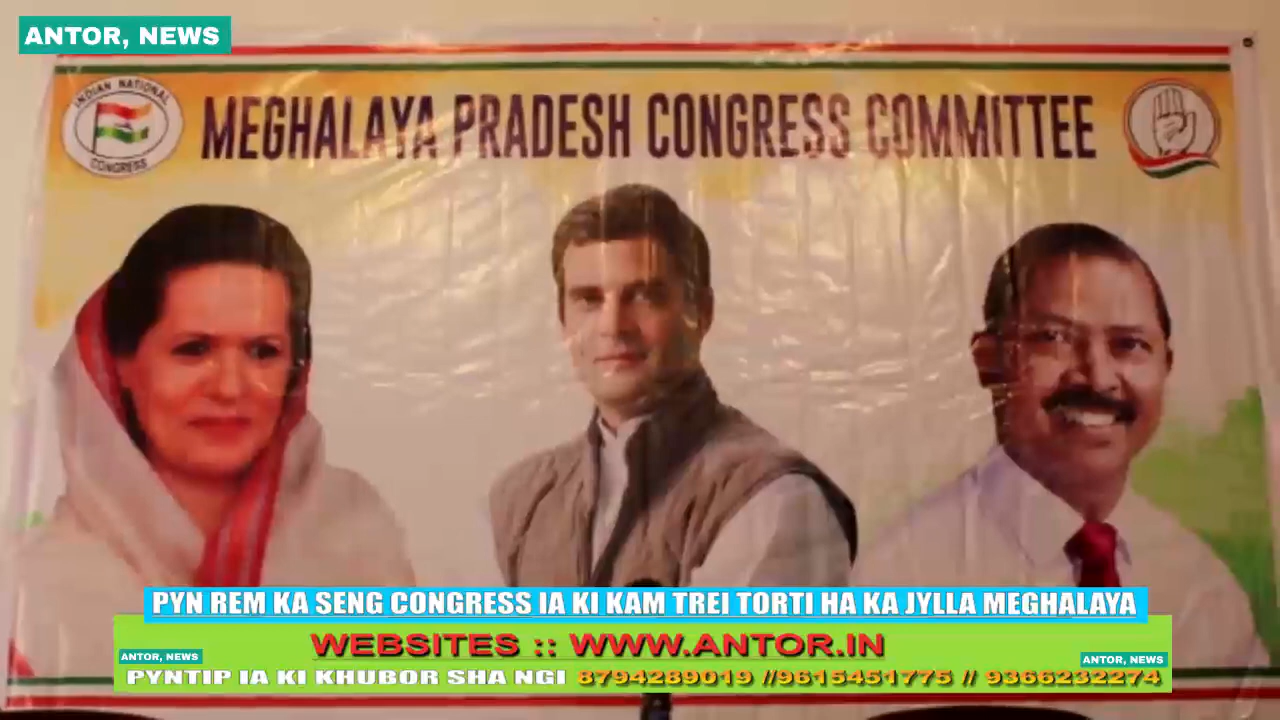 ANTOR, NEWS
INDIAN NATIONAL
CONGRESS
MEGHALAYA PRADESH CONGRESS COMMITTEE
PYN REM KA SENG CONGRESS IA KI KAM TREI TORTI HA KA JYLLA MEGHALAYA
WEBSITES :: WWW.ANTOR.IN
ANTOR, NEWS
ANTOR, NEWS
PYNTIP IA KI KHUBOR SHA NGI 8794289019 //9615451775 // 9366232274